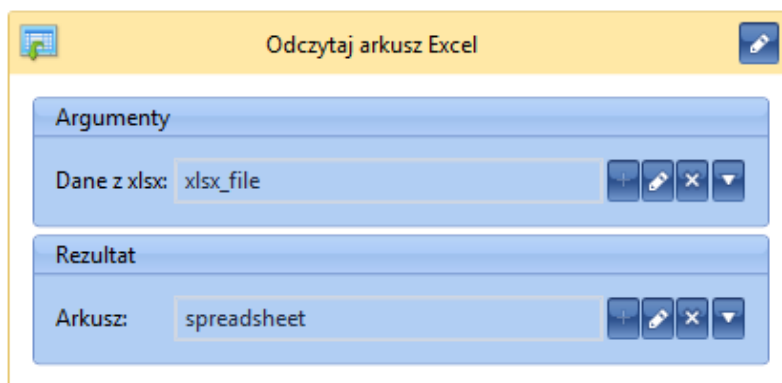 Odczytaj arkusz Excel
Argumenty
Dane z xlsx: xlsx_file
Rezultat
Arkusz: spreadsheet